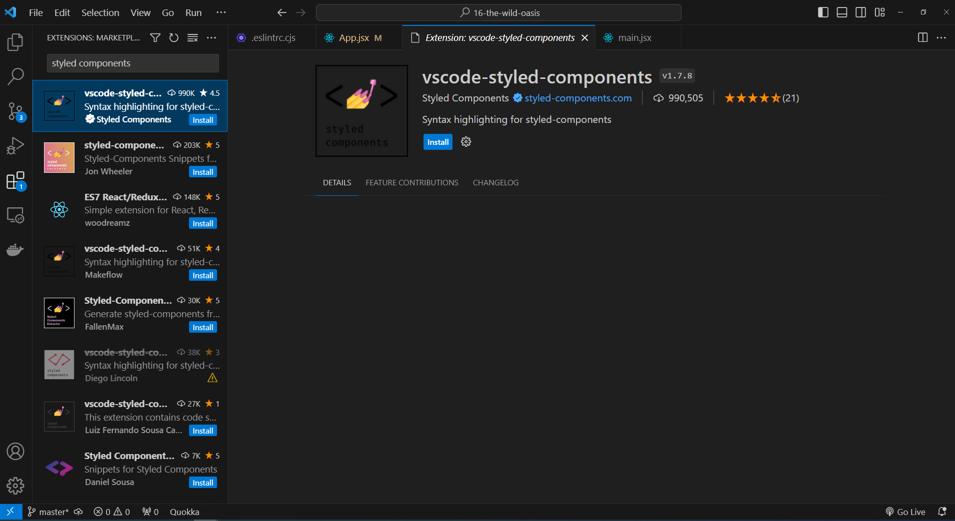 File Edit Selection View Go Run ···
16-the-wild-oasis
EXTENSIONS: MARKETPL...
styled components
vscode-styled-c... 990K ★ 4.5
Syntax highlighting for styled-c...
Styled Components Install
styled-compone... 203K ★ 5
Styled-Components Snippets f...
Jon Wheeler Install
ES7 React/Redux... 148K ★ 5
Simple extension for React, Re...
woodreamz Install
vscode-styled-co... 51K ★ 4
Syntax highlighting for styled-c...
Makeflow Install
Styled-Componen... 30K ★ 5
Generate styled-components fr...
FallenMax Install
vscode-styled-co... 38K ★ 3
Syntax highlighting for styled-c...
Diego Lincoln
vscode-styled-co... 27K ★ 1
This extension contains code s...
Luiz Fernando Sousa Ca... Install
Styled Component... 7K ★ 5
Snippets for Styled Components
Daniel Sousa Install
.eslintrc.cjs App.jsx M Extension: vscode-styled-components main.jsx
styled
components
vscode-styled-components v1.7.8
Styled Components styled-components.com 990,505 (21)
Syntax highlighting for styled-components
Install
DETAILS FEATURE CONTRIBUTIONS CHANGELOG
3
1
master* 0 0 0 Quokka Go Live